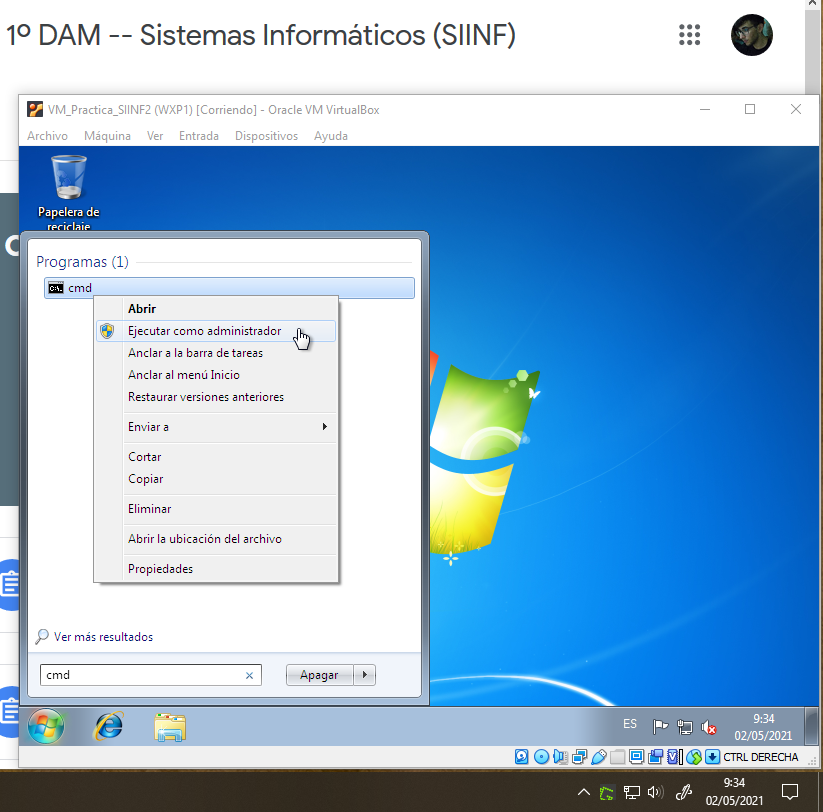 1º DAM -- Sistemas Informáticos (SIINF)
VM_Practica_SIINF2 (WXP1) [Corriendo] - Oracle VM VirtualBox
Archivo Máquina Ver Entrada Dispositivos Ayuda
Papelera de
reciclaje
Programas (1)
cmd
Abrir
Ejecutar como administrador
Anclar a la barra de tareas
Anclar al menú Inicio
Restaurar versiones anteriores
Enviar a
Cortar
Copiar
Eliminar
Abrir la ubicación del archivo
Propiedades
Ver más resultados
cmd
Apagar
ES
9:34
02/05/2021
CTRL DERECHA
9:34
02/05/2021